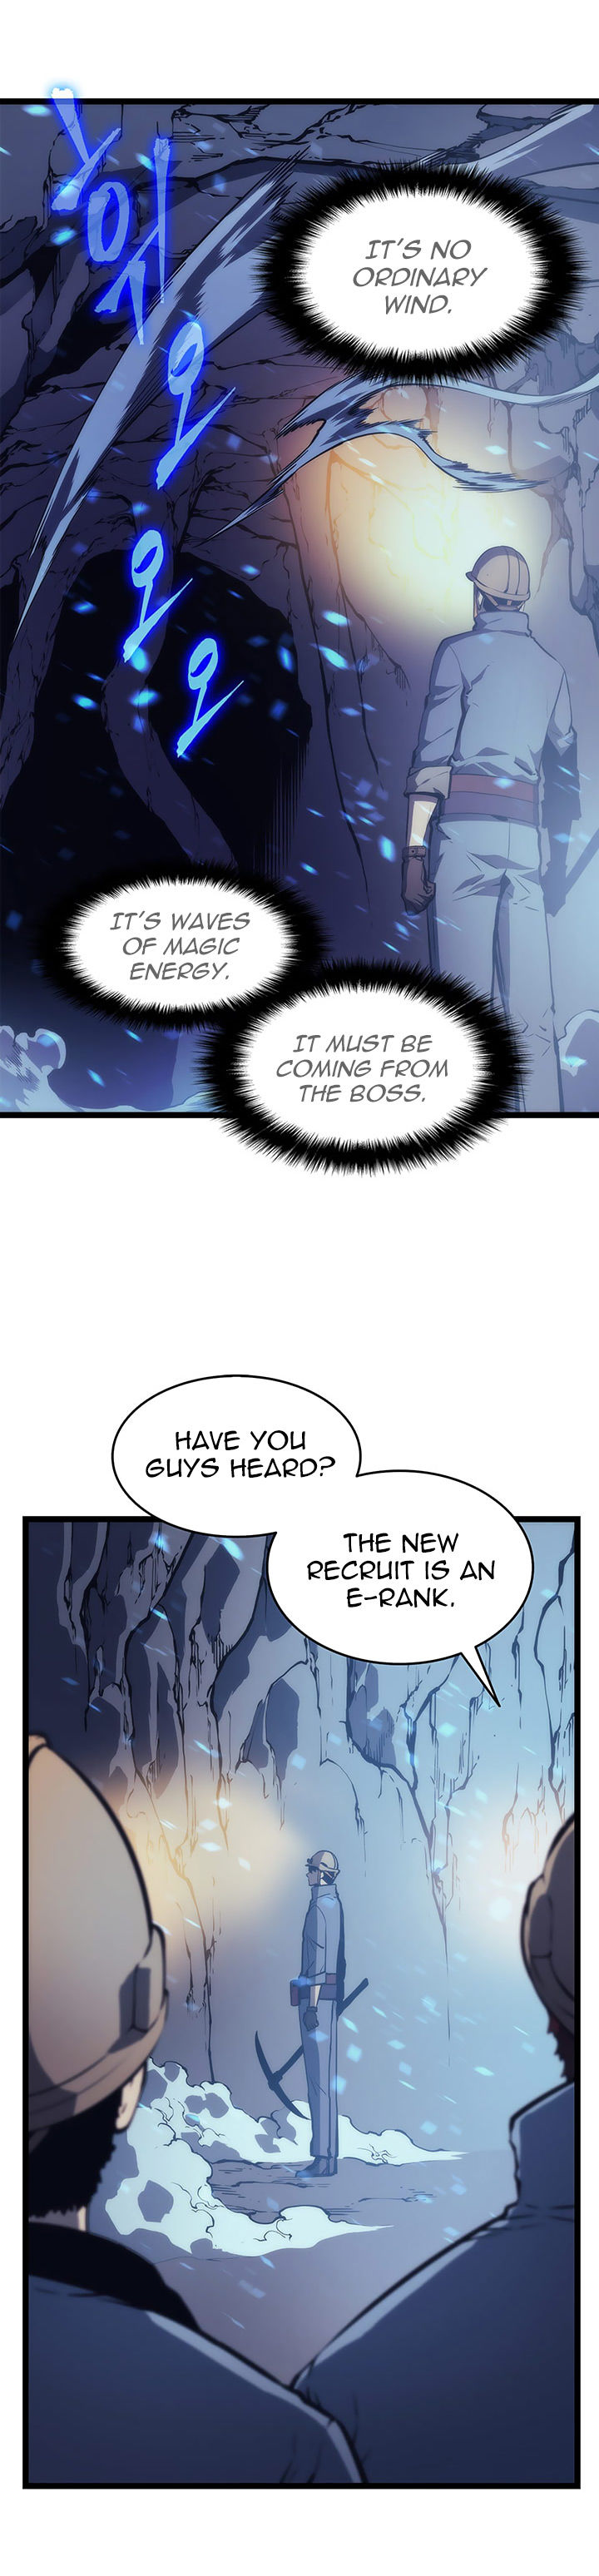 IT'S NO
ORDINARY
WIND.
휘
오
오
오
IT'S WAVES
OF MAGIC
ENERGY.
IT MUST BE
COMING FROM
THE BOSS.
HAVE YOU
GUYS HEARD?
THE NEW
RECRUIT IS AN
E-RANK.